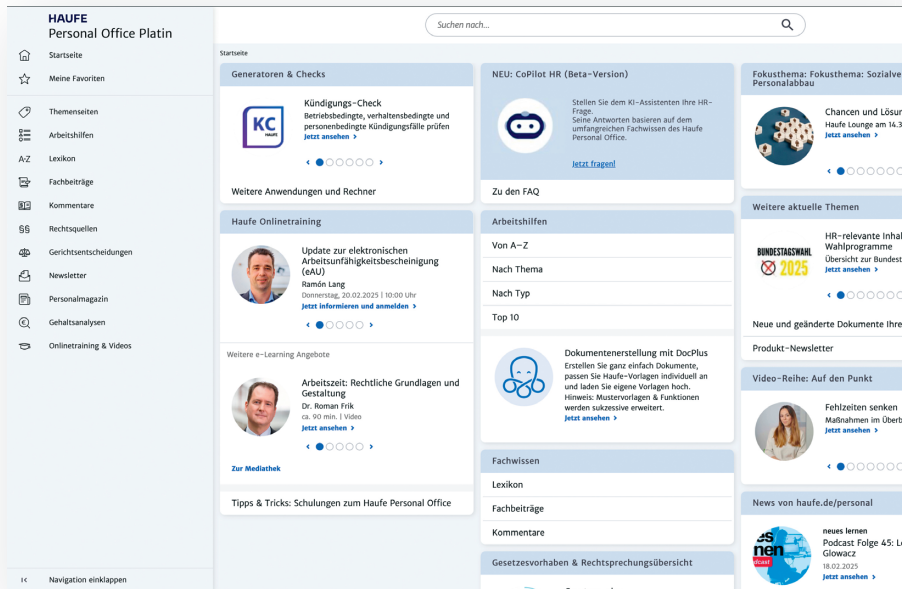 HAUFE
Personal Office Platin
Startseite
Meine Favoriten
Themenseiten
Arbeitshilfen
A-Z Lexikon
Fachbeiträge
Kommentare
§§ Rechtsquellen
Gerichtsentscheidungen
Newsletter
Personalmagazin
Gehaltsanalysen
Onlinetraining & Videos
Navigation einklappen
Suchen nach...
Startseite
Generatoren & Checks
KC
HAUFE
Kündigungs-Check
Betriebsbedingte, verhaltensbedingte und
personenbedingte Kündigungsfälle prüfen
Jetzt ansehen
Weitere Anwendungen und Rechner
Haufe Onlinetraining
Update zur elektronischen
Arbeitsunfähigkeitsbescheinigung
(eAU)
Ramón Lang
Donnerstag, 20.02.2025 | 10:00 Uhr
Jetzt informieren und anmelden
Weitere e-Learning Angebote
Arbeitszeit: Rechtliche Grundlagen und
Gestaltung
Dr. Roman Frik
ca. 90 min. | Video
Jetzt ansehen
Zur Mediathek
Tipps & Tricks: Schulungen zum Haufe Personal Office
NEU: CoPilot HR (Beta-Version)
Stellen Sie dem KI-Assistenten Ihre HR-
Frage.
Seine Antworten basieren auf dem
umfangreichen Fachwissen des Haufe
Personal Office.
Jetzt fragen!
Zu den FAQ
Arbeitshilfen
Von A–Z
Nach Thema
Nach Typ
Top 10
Dokumentenerstellung mit DocPlus
Erstellen Sie ganz einfach Dokumente,
passen Sie Haufe-Vorlagen individuell an
und laden Sie eigene Vorlagen hoch.
Hinweis: Mustervorlagen & Funktionen
werden sukzessive erweitert.
Jetzt ansehen
Fachwissen
Lexikon
Fachbeiträge
Kommentare
Gesetzesvorhaben & Rechtsprechungsübersicht
Fokusthema: Fokusthema: Sozialve
Personalabbau
Chancen und Lösun
Haufe Lounge am 14.3
Jetzt ansehen
Weitere aktuelle Themen
BUNDESTAGSWAHL
2025
HR-relevante Inhal
Wahlprogramme
Übersicht zur Bundest
Jetzt ansehen
Neue und geänderte Dokumente Ihre
Produkt-Newsletter
Video-Reihe: Auf den Punkt
Fehlzeiten senken
Maßnahmen im Überb
Jetzt ansehen
News von haufe.de/personal
es
nen
dcast
neues lernen
Podcast Folge 45: Le
Glowacz
18.02.2025
Jetzt ansehen